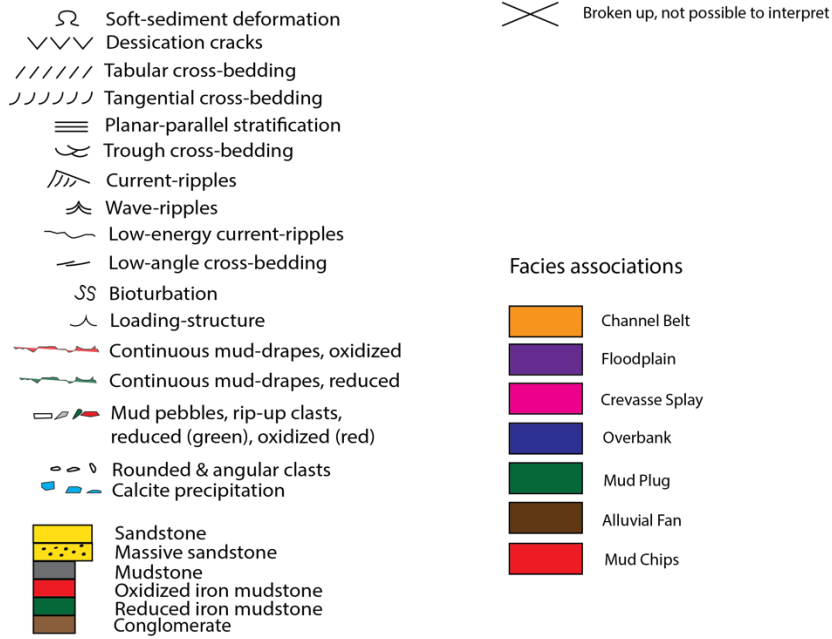 Soft-sediment deformation
Dessication cracks
Tabular cross-bedding
Tangential cross-bedding
Planar-parallel stratification
Trough cross-bedding
Current-ripples
Wave-ripples
Low-energy current-ripples
Low-angle cross-bedding
Bioturbation
Loading-structure
Continuous mud-drapes, oxidized
Continuous mud-drapes, reduced
Mud pebbles, rip-up clasts,
reduced (green), oxidized (red)
Rounded & angular clasts
Calcite precipitation
Sandstone
Massive sandstone
Mudstone
Oxidized iron mudstone
Reduced iron mudstone
Conglomerate
Broken up, not possible to interpret
Facies associations
Channel Belt
Floodplain
Crevasse Splay
Overbank
Mud Plug
Alluvial Fan
Mud Chips